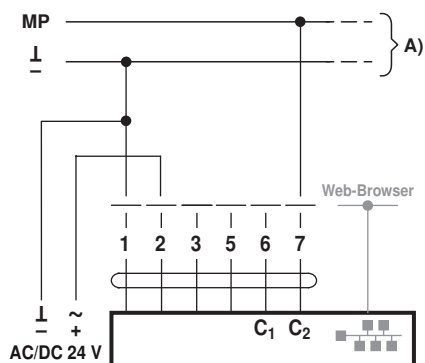 MP
⊥
–
A)
Web-Browser
1 2 3 5 6 7
C₁ C₂
⊥ ~
– +
AC/DC 24 V